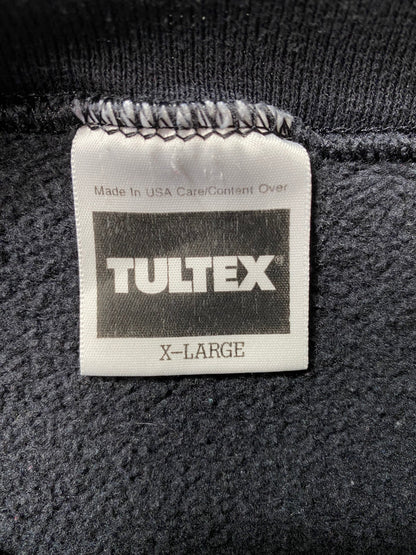 Made In USA Care/Content Over
TULTEX®
X-LARGE